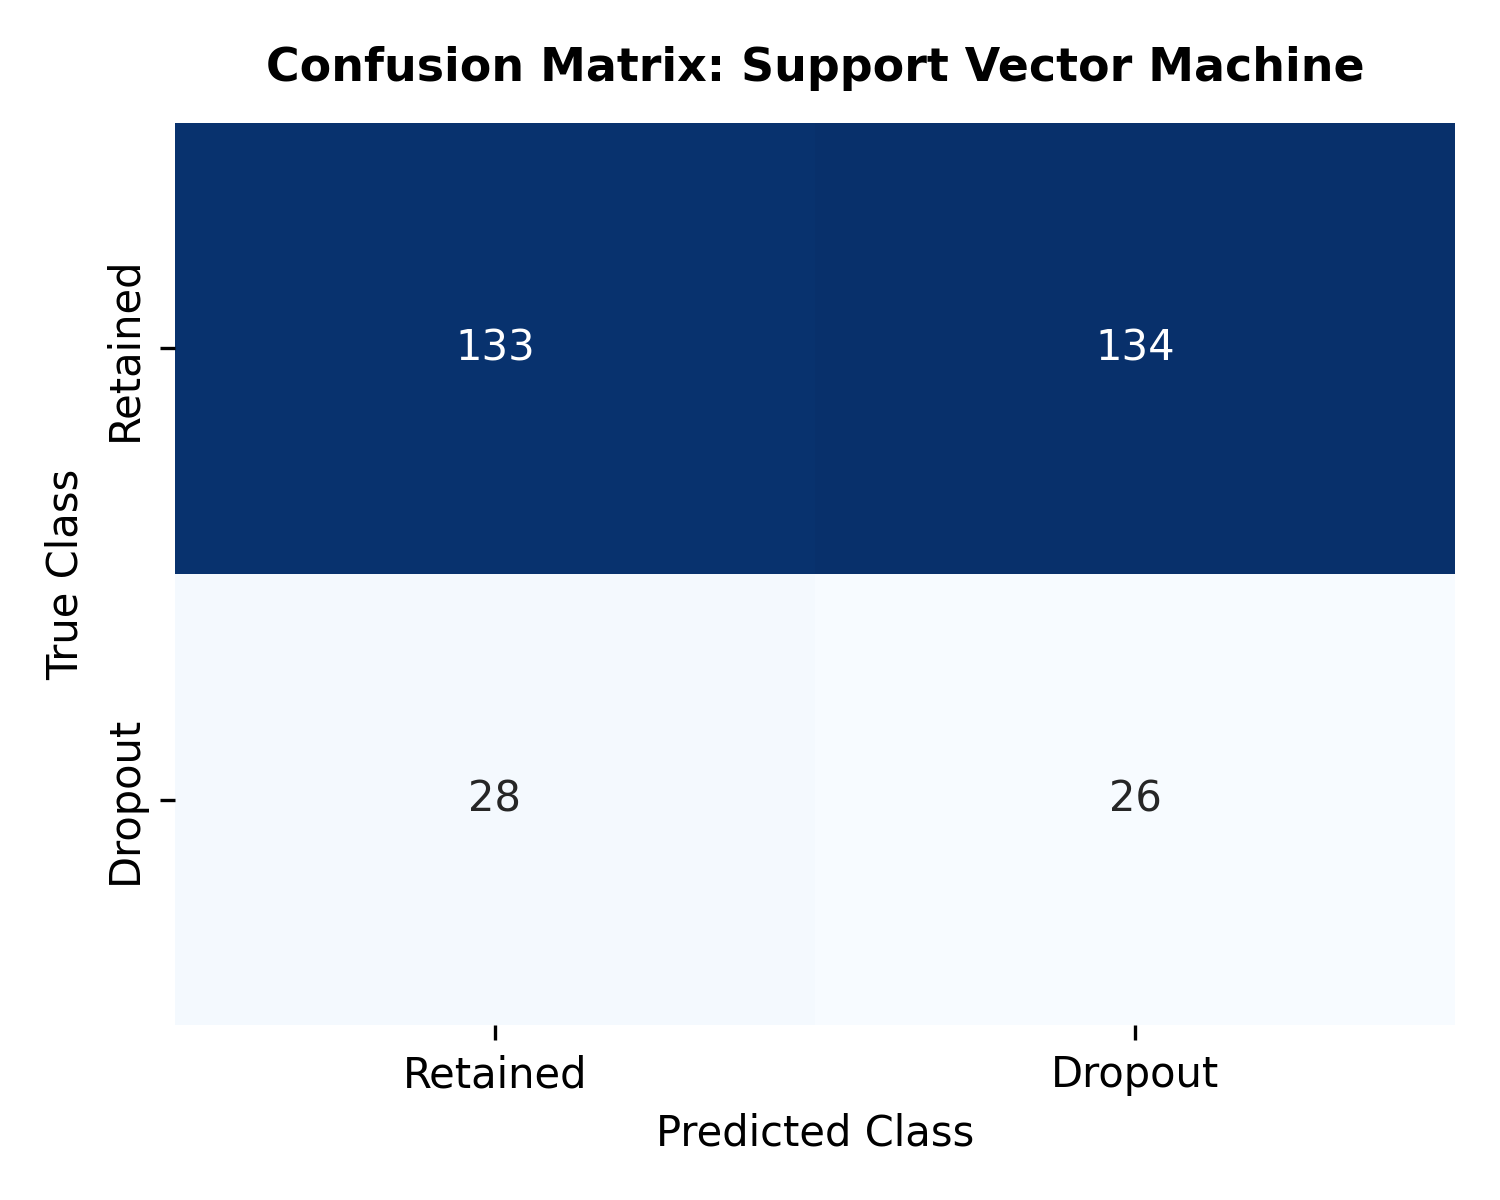 Confusion Matrix: Support Vector Machine
True Class
Retained
133
134
Dropout
28
26
Retained
Dropout
Predicted Class